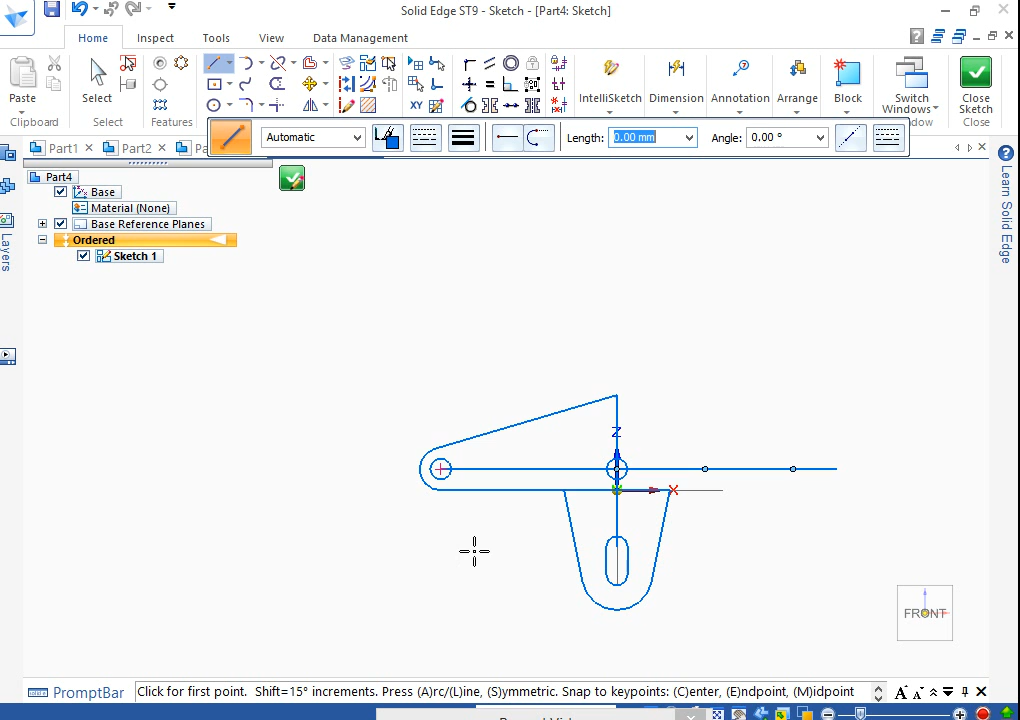 Solid Edge ST9 - Sketch - [Part4: Sketch]
Home Inspect Tools View Data Management
Paste Select IntelliSketch Dimension Annotation Arrange Block Switch Windows Close Sketch
Clipboard Select Features Close
Automatic Length: 0.00 mm Angle: 0.00 °
Part1 Part2
Part4
Base
Material (None)
Base Reference Planes
Ordered
Sketch 1
Layers
Learn Solid Edge
Z
X
FRONT
PromptBar Click for first point. Shift=15° increments. Press (A)rc/(L)ine, (S)ymmetric. Snap to keypoints: (C)enter, (E)ndpoint, (M)idpoint